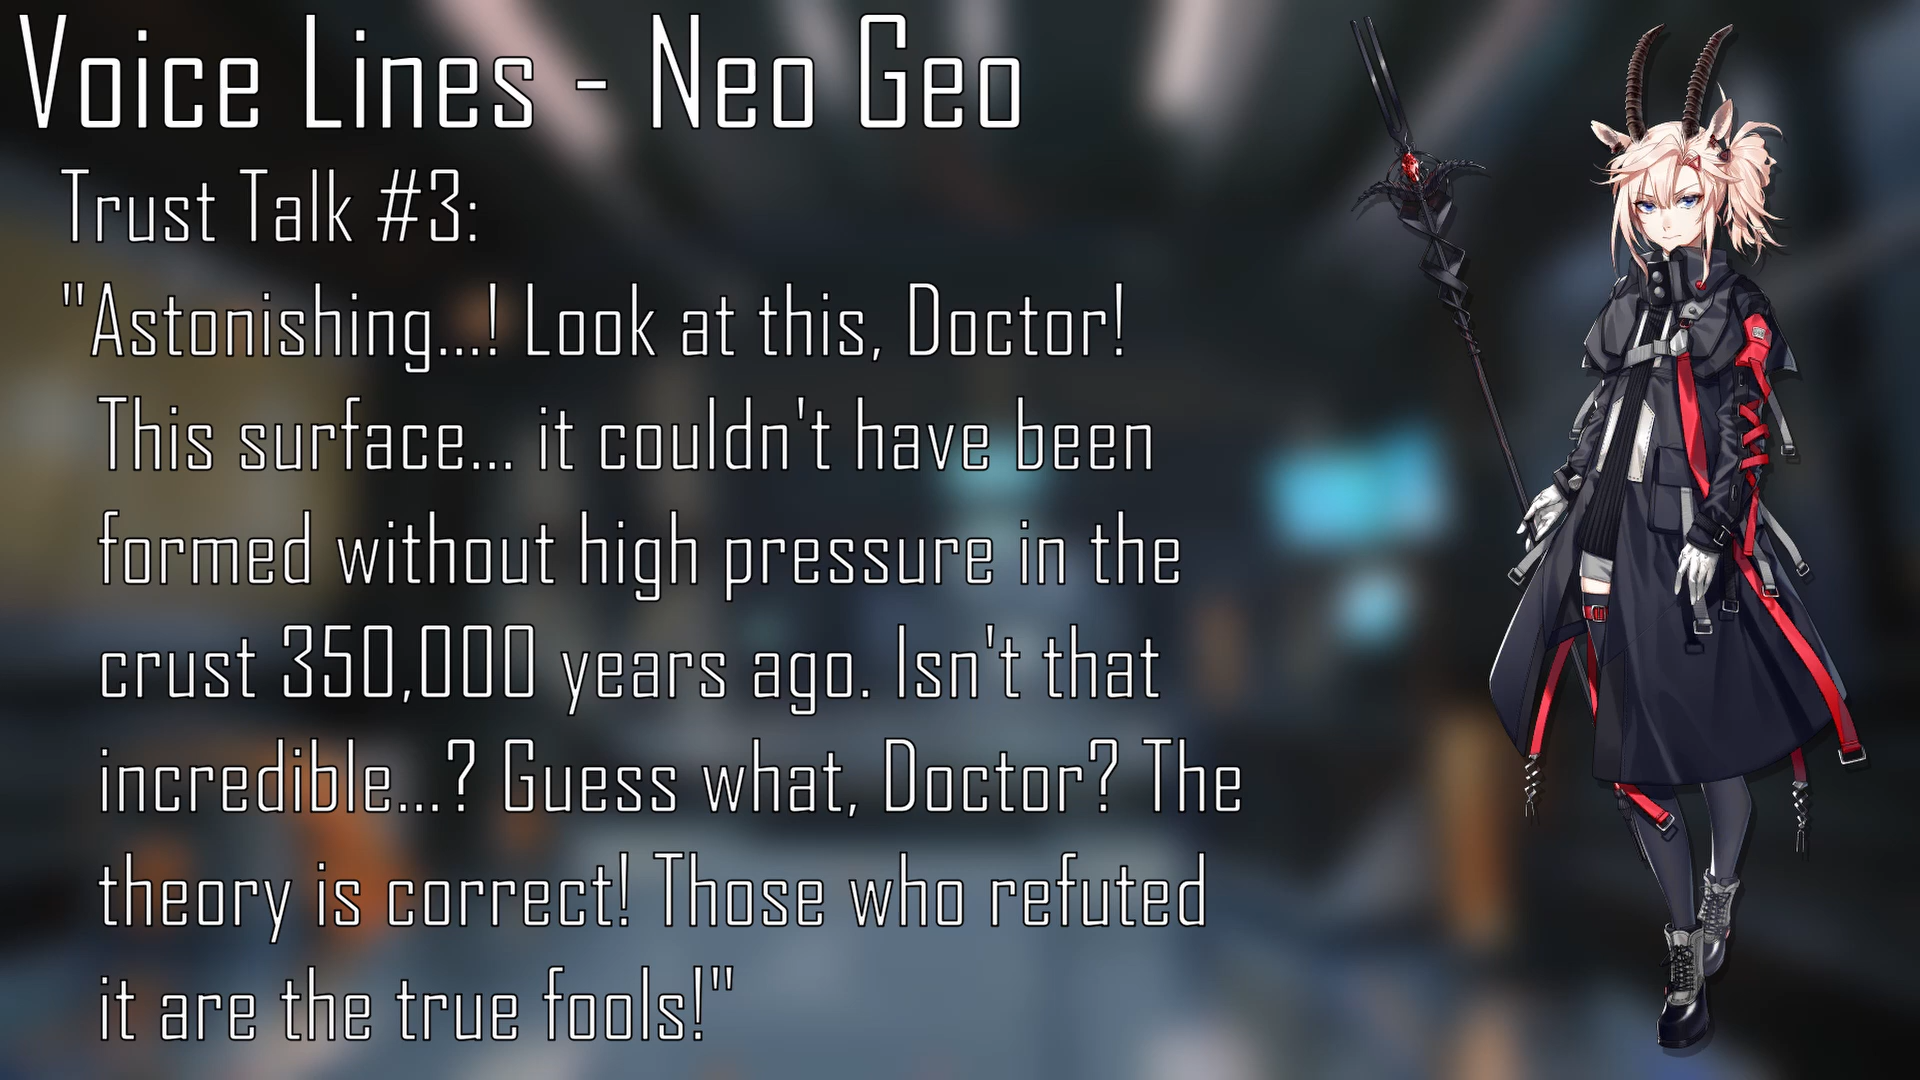 Voice Lines - Neo Geo
Trust Talk #3:
"Astonishing...! Look at this, Doctor!
This surface... it couldn't have been
formed without high pressure in the
crust 350,000 years ago. Isn't that
incredible...? Guess what, Doctor? The
theory is correct! Those who refuted
it are the true fools!"